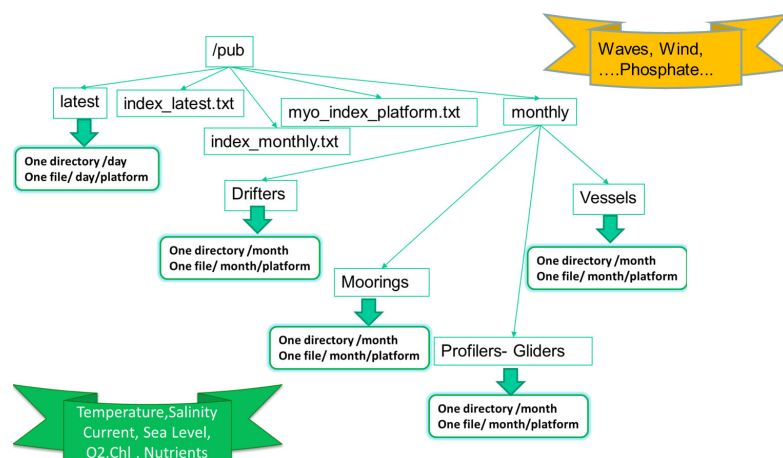 /pub
Waves, Wind,
....Phosphate...
latest
index_latest.txt
myo_index_platform.txt
monthly
index_monthly.txt
One directory /day
One file/ day/platform
Drifters
Vessels
One directory /month
One file/ month/platform
One directory /month
One file/ month/platform
Moorings
One directory /month
One file/ month/platform
Profilers- Gliders
One directory /month
One file/ month/platform
Temperature,Salinity
Current, Sea Level,
O2,Chl , Nutrients